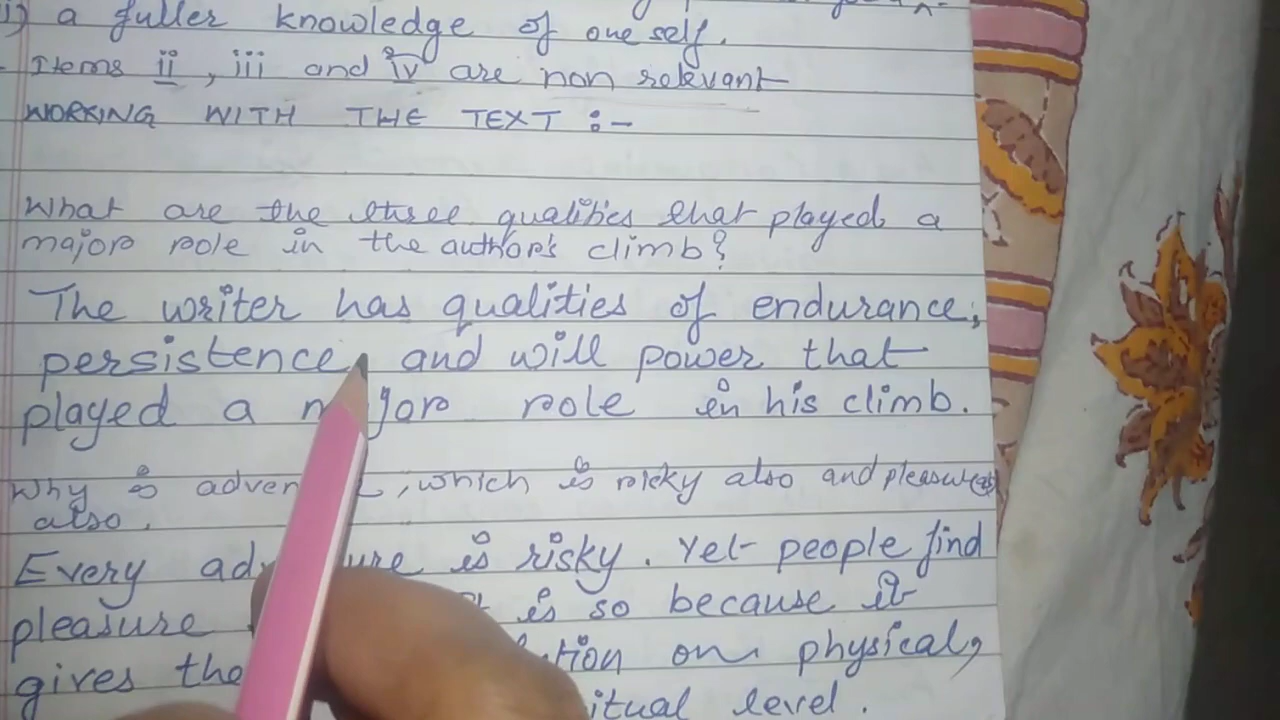 i) a fuller knowledge of one self.
Items ii, iii and iv are non relevant
WORKING WITH THE TEXT :-
What are the three qualities that played a
major role in the author's climb?
The writer has qualities of endurance,
persistence, and will power that
played a major role in his climb.
Why is , which is risky also and pleasure
also.
Every is risky. Yet people find
pleasure is so because it
gives on physical,
level.